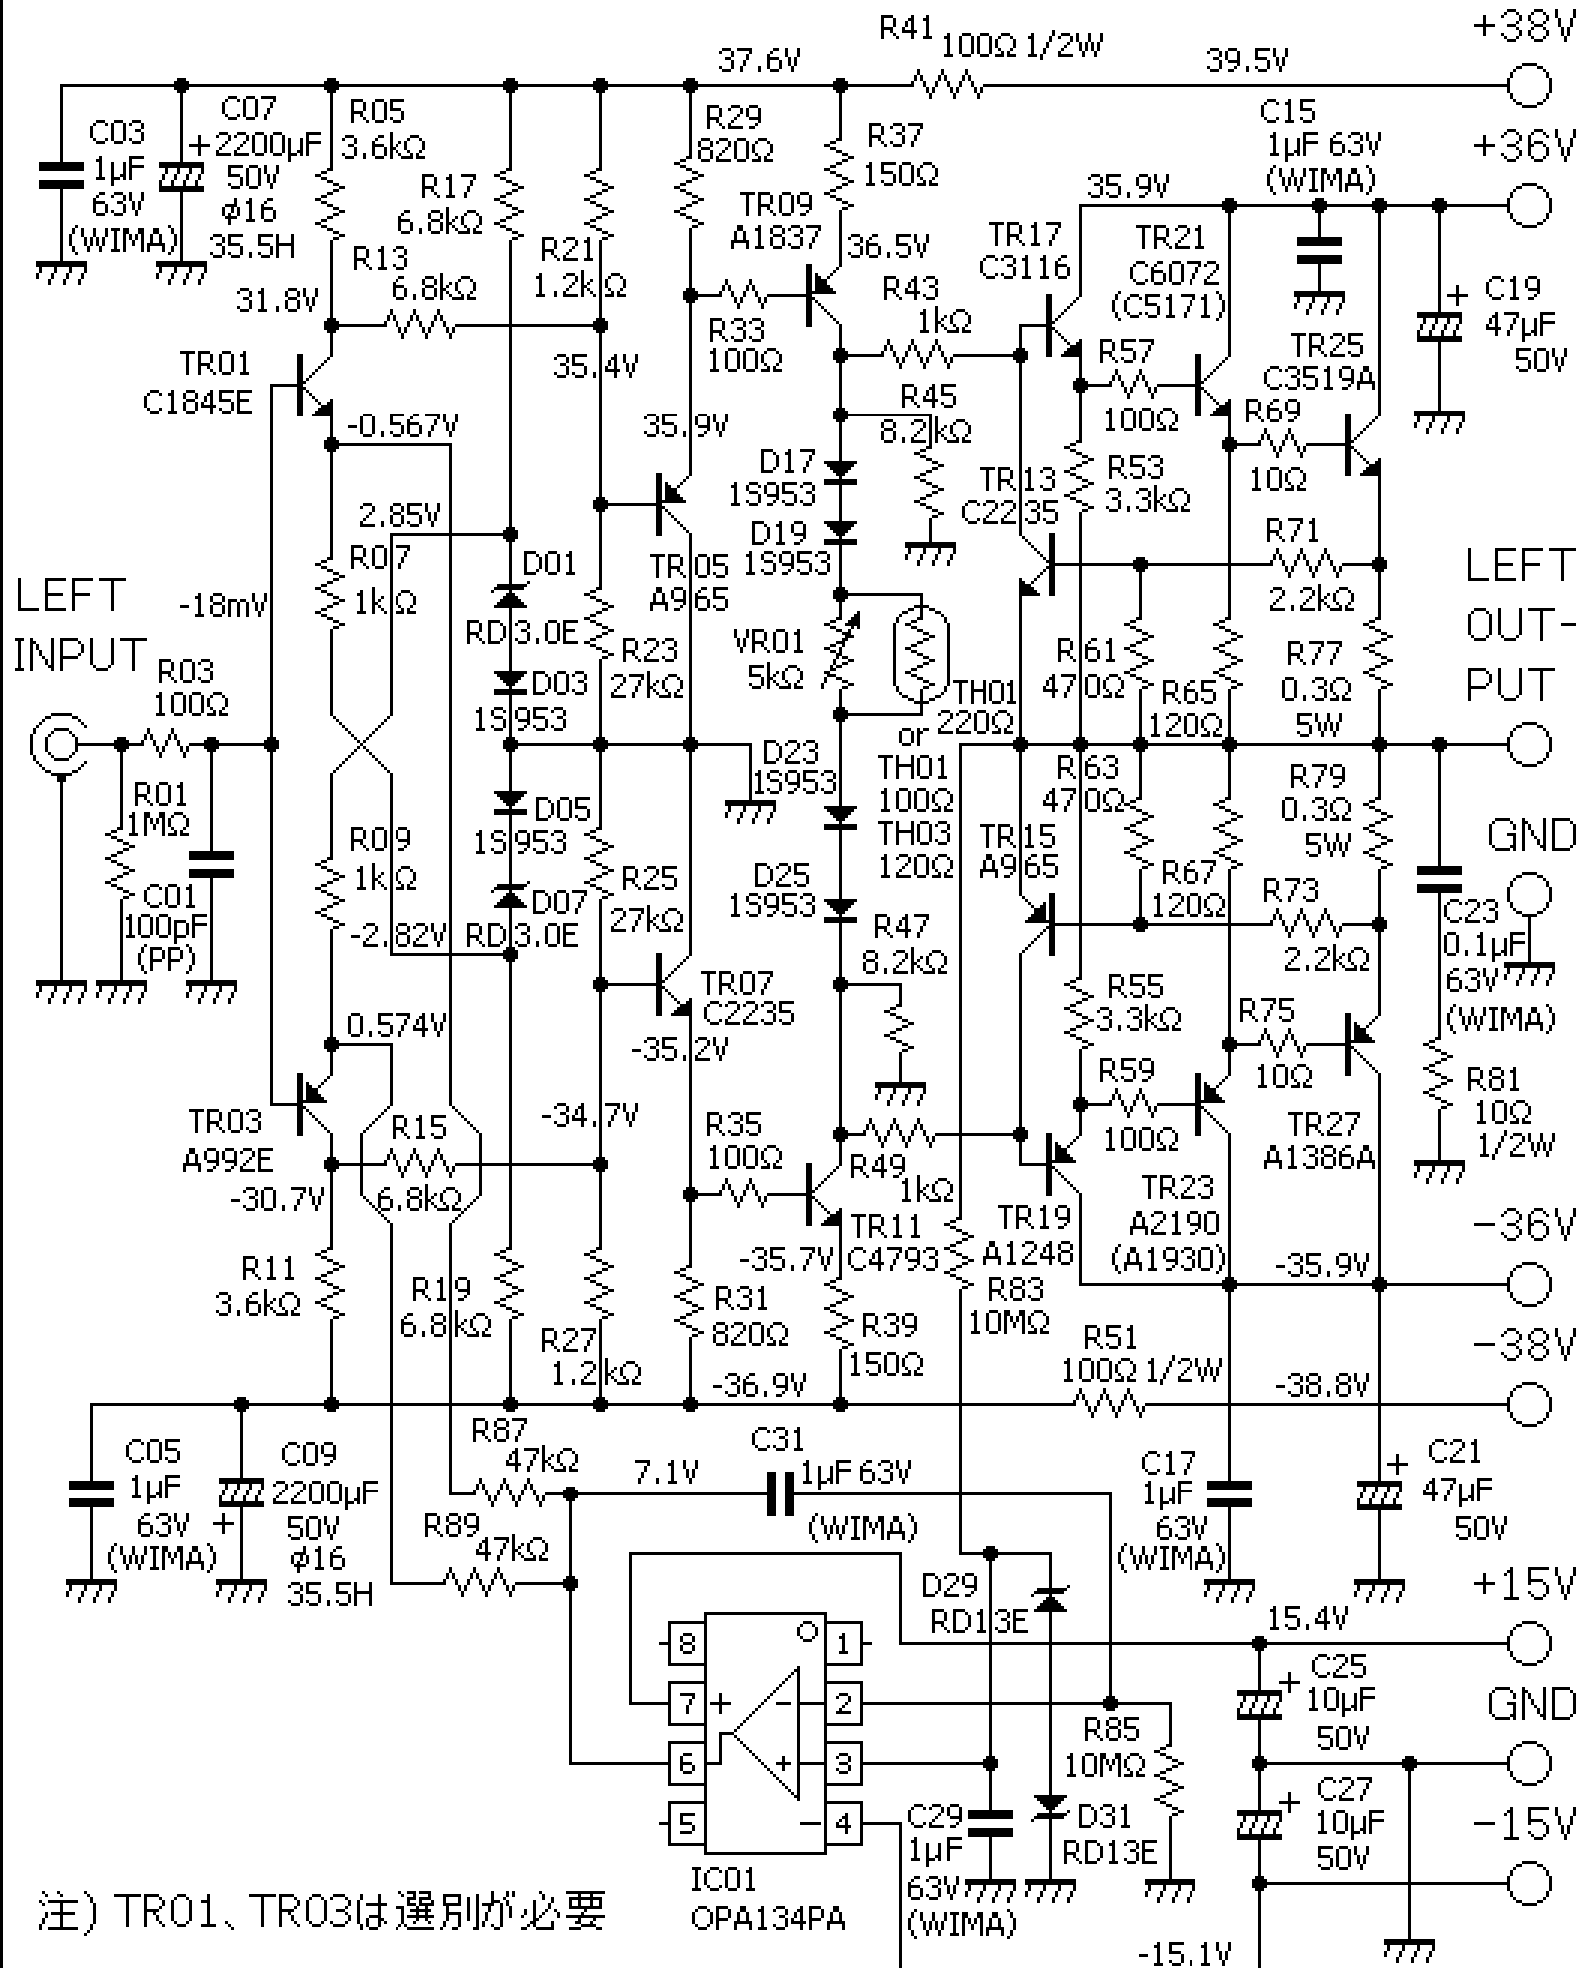 R41
100Ω 1/2W
+38V
37.6V
39.5V
C03
1μF
63V
(WIMA)
C07
+2200μF
50V
φ16
35.5H
R05
3.6kΩ
R17
6.8kΩ
R21
1.2kΩ
R29
820Ω
R37
150Ω
C15
1μF 63V
(WIMA)
+36V
35.9V
TR09
A1837
36.5V
TR17
C3116
TR21
C6072
(C5171)
R13
6.8kΩ
31.8V
R33
100Ω
R43
1kΩ
+
C19
47μF
50V
TR01
C1845E
35.4V
R57
100Ω
TR25
C3519A
-0.567V
35.9V
R45
8.2kΩ
R69
10Ω
D17
1S953
TR13
C2235
R53
3.3kΩ
2.85V
D19
1S953
R71
2.2kΩ
LEFT
OUT-
PUT
LEFT
INPUT
-18mV
R07
1kΩ
D01
RD3.0E
TR05
A965
R23
27kΩ
VR01
5kΩ
R61
470Ω
R77
0.3Ω
5W
R03
100Ω
D03
1S953
TH01
220Ω
or
TH01
100Ω
TH03
120Ω
R65
120Ω
D23
1S953
R63
470Ω
R79
0.3Ω
5W
R01
1MΩ
D05
1S953
TR15
A965
GND
R09
1kΩ
C01
100pF
(PP)
R25
27kΩ
D25
1S953
R67
120Ω
R73
2.2kΩ
-2.82V
D07
RD3.0E
R47
8.2kΩ
C23
0.1μF
63V
(WIMA)
TR07
C2235
R55
3.3kΩ
R75
10Ω
0.574V
-35.2V
R59
100Ω
R81
10Ω
1/2W
TR03
A992E
R15
6.8kΩ
-34.7V
R35
100Ω
R49
1kΩ
TR27
A1386A
-30.7V
TR11
C4793
TR19
A1248
TR23
A2190
(A1930)
-36V
R11
3.6kΩ
R19
6.8kΩ
-35.7V
R83
10MΩ
-35.9V
R27
1.2kΩ
R31
820Ω
R39
150Ω
R51
100Ω 1/2W
-38V
-36.9V
-38.8V
C05
1μF
63V
(WIMA)
C09
2200μF
50V
+
φ16
35.5H
R87
47kΩ
7.1V
C31
1μF 63V
(WIMA)
C17
1μF
63V
(WIMA)
+
C21
47μF
50V
R89
47kΩ
D29
RD13E
+15V
15.4V
8
1
7
+
-
2
6
+
3
5
-
4
R85
10MΩ
+
C25
10μF
50V
GND
C29
1μF
63V
(WIMA)
D31
RD13E
+
C27
10μF
50V
-15V
IC01
OPA134PA
注) TR01、TR03は選別が必要
-15.1V